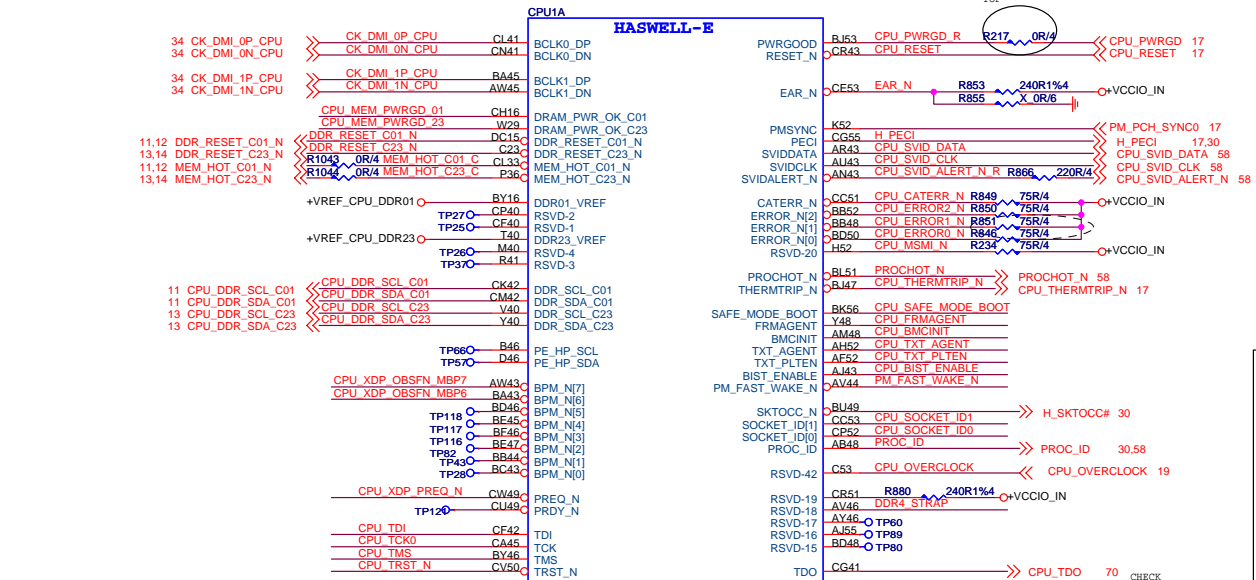 CPU1A
HASWELL-E
34 CK_DMI_0P_CPU CK_DMI_0P_CPU CL41 BCLK0_DP
34 CK_DMI_0N_CPU CK_DMI_0N_CPU CN41 BCLK0_DN
34 CK_DMI_1P_CPU CK_DMI_1P_CPU BA45 BCLK1_DP
34 CK_DMI_1N_CPU CK_DMI_1N_CPU AW45 BCLK1_DN
CPU_MEM_PWRGD_01 CH16 DRAM_PWR_OK_C01
CPU_MEM_PWRGD_23 W29 DRAM_PWR_OK_C23
11,12 DDR_RESET_C01_N DDR_RESET_C01_N DC15 DDR_RESET_C01_N
13,14 DDR_RESET_C23_N DDR_RESET_C23_N C23 DDR_RESET_C23_N
11,12 MEM_HOT_C01_N R1043 0R/4 MEM_HOT_C01_C CL33 MEM_HOT_C01_N
13,14 MEM_HOT_C23_N R1044 0R/4 MEM_HOT_C23_C P36 MEM_HOT_C23_N
+VREF_CPU_DDR01 BY16 DDR01_VREF
TP27 CP40 RSVD-2
TP25 CF40 RSVD-1
+VREF_CPU_DDR23 T40 DDR23_VREF
TP26 M40 RSVD-4
TP37 R41 RSVD-3
11 CPU_DDR_SCL_C01 CPU_DDR_SCL_C01 CK42 DDR_SCL_C01
11 CPU_DDR_SDA_C01 CPU_DDR_SDA_C01 CM42 DDR_SDA_C01
13 CPU_DDR_SCL_C23 CPU_DDR_SCL_C23 V40 DDR_SCL_C23
13 CPU_DDR_SDA_C23 CPU_DDR_SDA_C23 Y40 DDR_SDA_C23
TP66 B46 PE_HP_SCL
TP57 D46 PE_HP_SDA
CPU_XDP_OBSFN_MBP7 AW43 BPM_N[7]
CPU_XDP_OBSFN_MBP6 BA43 BPM_N[6]
TP118 BD46 BPM_N[5]
TP117 BE45 BPM_N[4]
TP116 BF46 BPM_N[3]
TP82 BE47 BPM_N[2]
TP43 BB44 BPM_N[1]
TP28 BC43 BPM_N[0]
CPU_XDP_PREQ_N CW49 PREQ_N
CU49 PRDY_N
CPU_TDI CF42 TDI
CPU_TCK0 CA45 TCK
CPU_TMS BY46 TMS
CPU_TRST_N CV50 TRST_N
PWRGOOD BJ53 CPU_PWRGD_R R217 0R/4 CPU_PWRGD 17
RESET_N CR43 CPU_RESET CPU_RESET 17
EAR_N CE53 EAR_N R853 240R1%4 +VCCIO_IN
R855 X_0R/6
PMSYNC K52 PM_PCH_SYNC0 17
PECI CG55 H_PECI H_PECI 17,30
SVIDDATA AR43 CPU_SVID_DATA CPU_SVID_DATA 58
SVIDCLK AU43 CPU_SVID_CLK CPU_SVID_CLK 58
SVIDALERT_N AN43 CPU_SVID_ALERT_N_R R866 220R/4 CPU_SVID_ALERT_N 58
CATERR_N CC51 CPU_CATERR_N R849 75R/4 +VCCIO_IN
ERROR_N[2] BB52 CPU_ERROR2_N R850 75R/4
ERROR_N[1] BB48 CPU_ERROR1_N R851 75R/4
ERROR_N[0] BD50 CPU_ERROR0_N R846 75R/4
RSVD-20 H52 CPU_MSMI_N R234 75R/4 +VCCIO_IN
PROCHOT_N BL51 PROCHOT_N PROCHOT_N 58
THERMTRIP_N BJ47 CPU_THERMTRIP_N CPU_THERMTRIP_N 17
SAFE_MODE_BOOT BK56 CPU_SAFE_MODE_BOOT
FRMAGENT Y48 CPU_FRMAGENT
BMCINIT AM48 CPU_BMCINIT
TXT_AGENT AH52 CPU_TXT_AGENT
TXT_PLTEN AF52 CPU_TXT_PLTEN
BIST_ENABLE AJ43 CPU_BIST_ENABLE
PM_FAST_WAKE_N AV44 PM_FAST_WAKE_N
SKTOCC_N BU49 H_SKTOCC# 30
SOCKET_ID[1] CC53 CPU_SOCKET_ID1
SOCKET_ID[0] CP52 CPU_SOCKET_ID0
PROC_ID AB48 PROC_ID PROC_ID 30,58
RSVD-42 C53 CPU_OVERCLOCK CPU_OVERCLOCK 19
RSVD-19 CR51 R880 240R1%4 +VCCIO_IN
RSVD-18 AV46 DDR4_STRAP
RSVD-17 AY46 TP60
RSVD-16 AJ55 TP89
RSVD-15 BD48 TP80
TDO CG41 CPU_TDO 70 CHECK